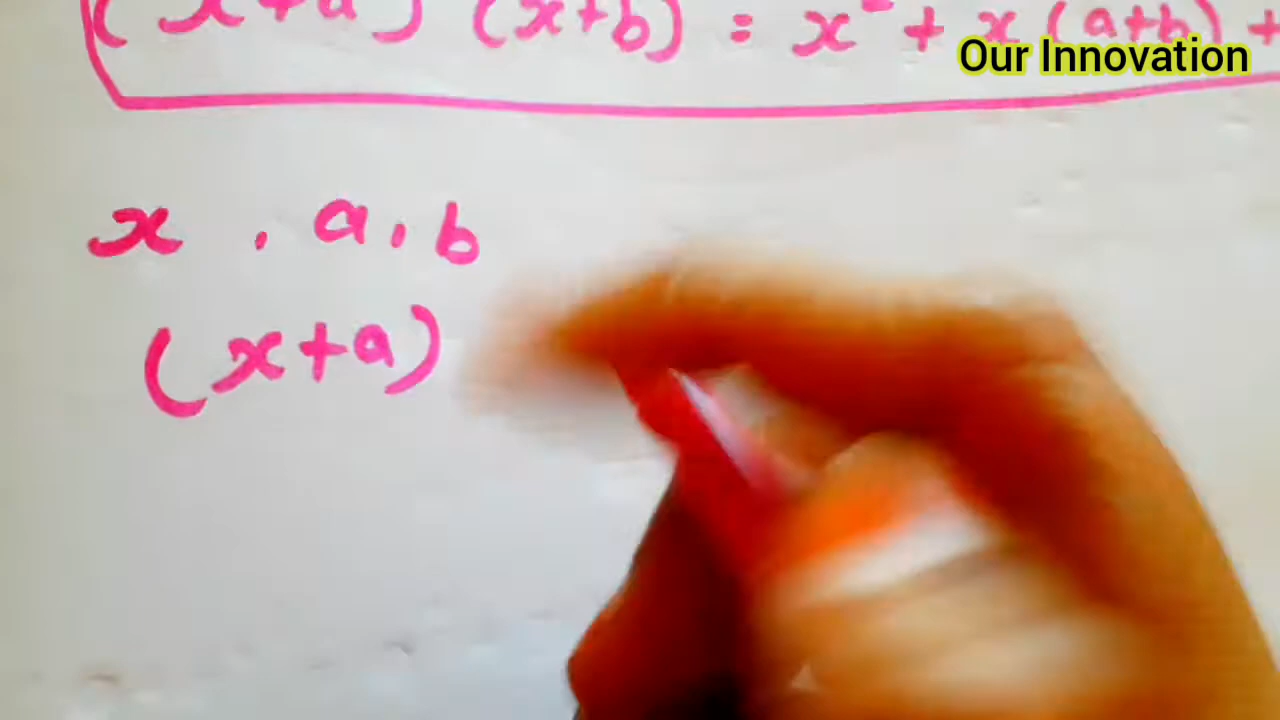 (x+a) (x+b) = x² + x (a+b) +
Our Innovation
x , a, b
(x+a)